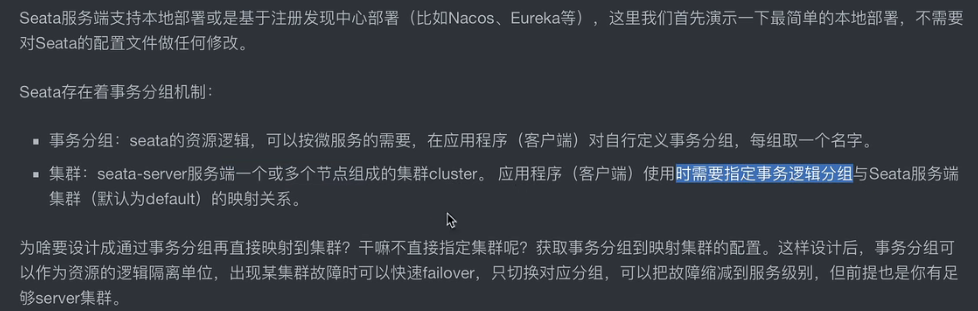 Seata服务端支持本地部署或是基于注册发现中心部署（比如Nacos、Eureka等），这里我们首先演示一下最简单的本地部署，不需要
对Seata的配置文件做任何修改。
Seata存在着事务分组机制：
▪ 事务分组：seata的资源逻辑，可以按微服务的需要，在应用程序（客户端）对自行定义事务分组，每组取一个名字。
▪ 集群：seata-server服务端一个或多个节点组成的集群cluster。 应用程序（客户端）使用时需要指定事务逻辑分组与Seata服务端
集群（默认为default）的映射关系。
为啥要设计成通过事务分组再直接映射到集群？干嘛不直接指定集群呢？获取事务分组到映射集群的配置。这样设计后，事务分组可
以作为资源的逻辑隔离单位，出现某集群故障时可以快速failover，只切换对应分组，可以把故障缩减到服务级别，但前提也是你有足
够server集群。